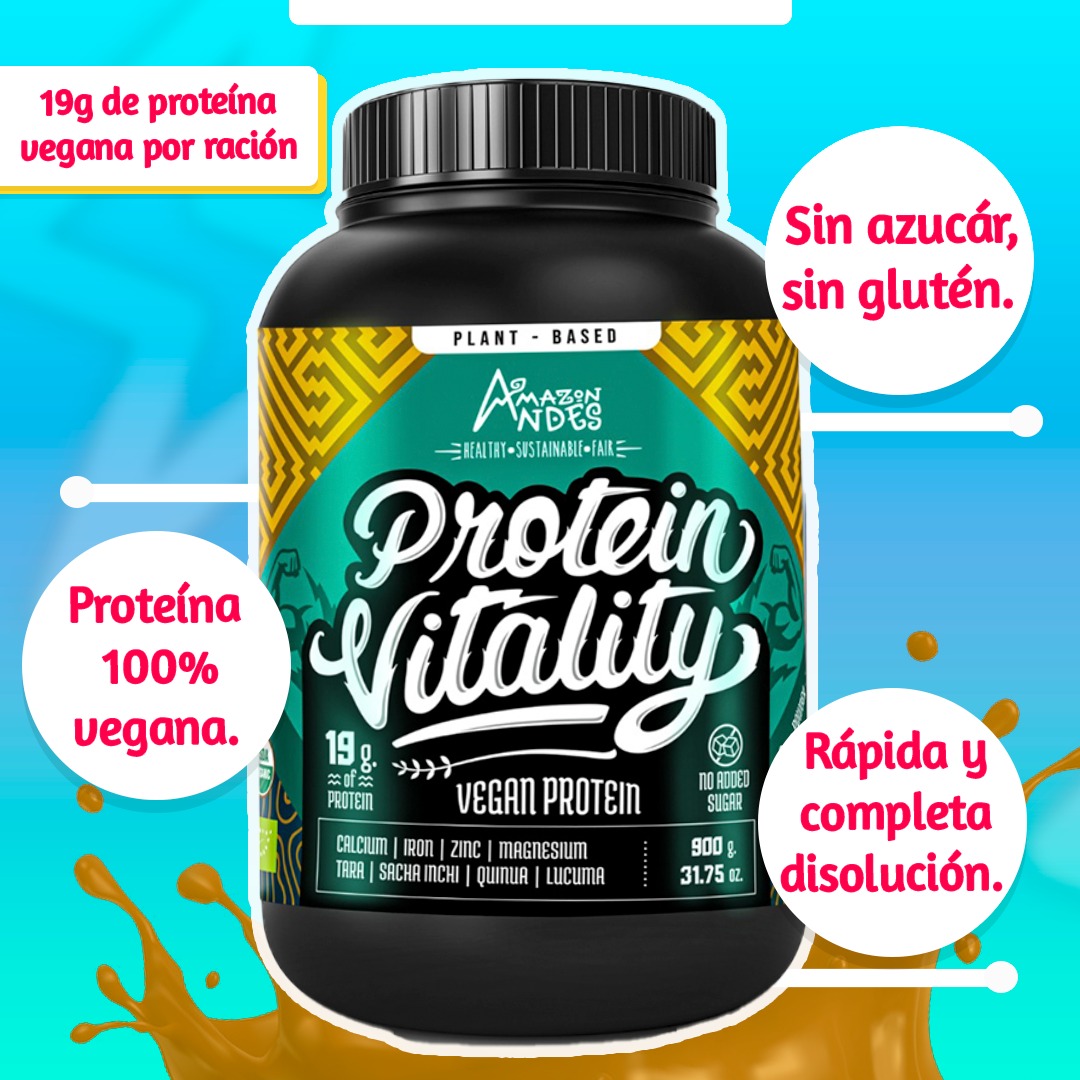 19g de proteína
vegana por ración
Sin azucár,
sin glutén.
PLANT - BASED
AMAZON
ANDES
HEALTHY•SUSTAINABLE•FAIR
Protein
Vitality
Proteína
100%
vegana.
19 g.
of
PROTEIN
VEGAN PROTEIN
NO ADDED
SUGAR
CALCIUM | IRON | ZINC | MAGNESIUM
TARA | SACHA INCHI | QUINUA | LUCUMA
900 g.
31.75 oz.
Rápida y
completa
disolución.